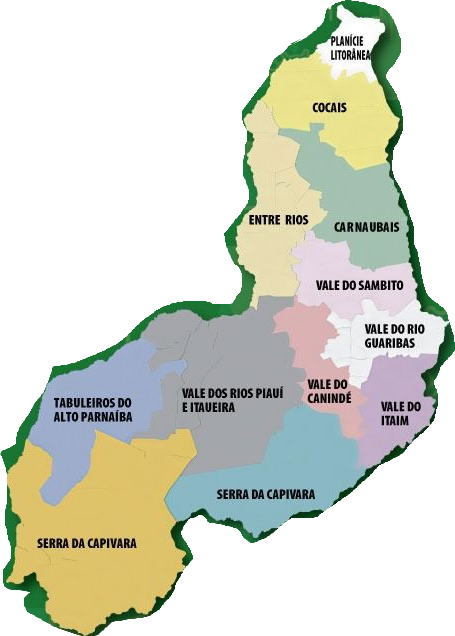 PLANÍCIE
LITORÂNEA
COCAIS
ENTRE RIOS
CARNAUBAIS
VALE DO SAMBITO
VALE DO RIO
GUARIBAS
VALE DO
CANINDÉ
VALE DOS RIOS PIAUÍ
E ITAUEIRA
TABULEIROS DO
ALTO PARNAÍBA
VALE DO
ITAIM
SERRA DA CAPIVARA
SERRA DA CAPIVARA